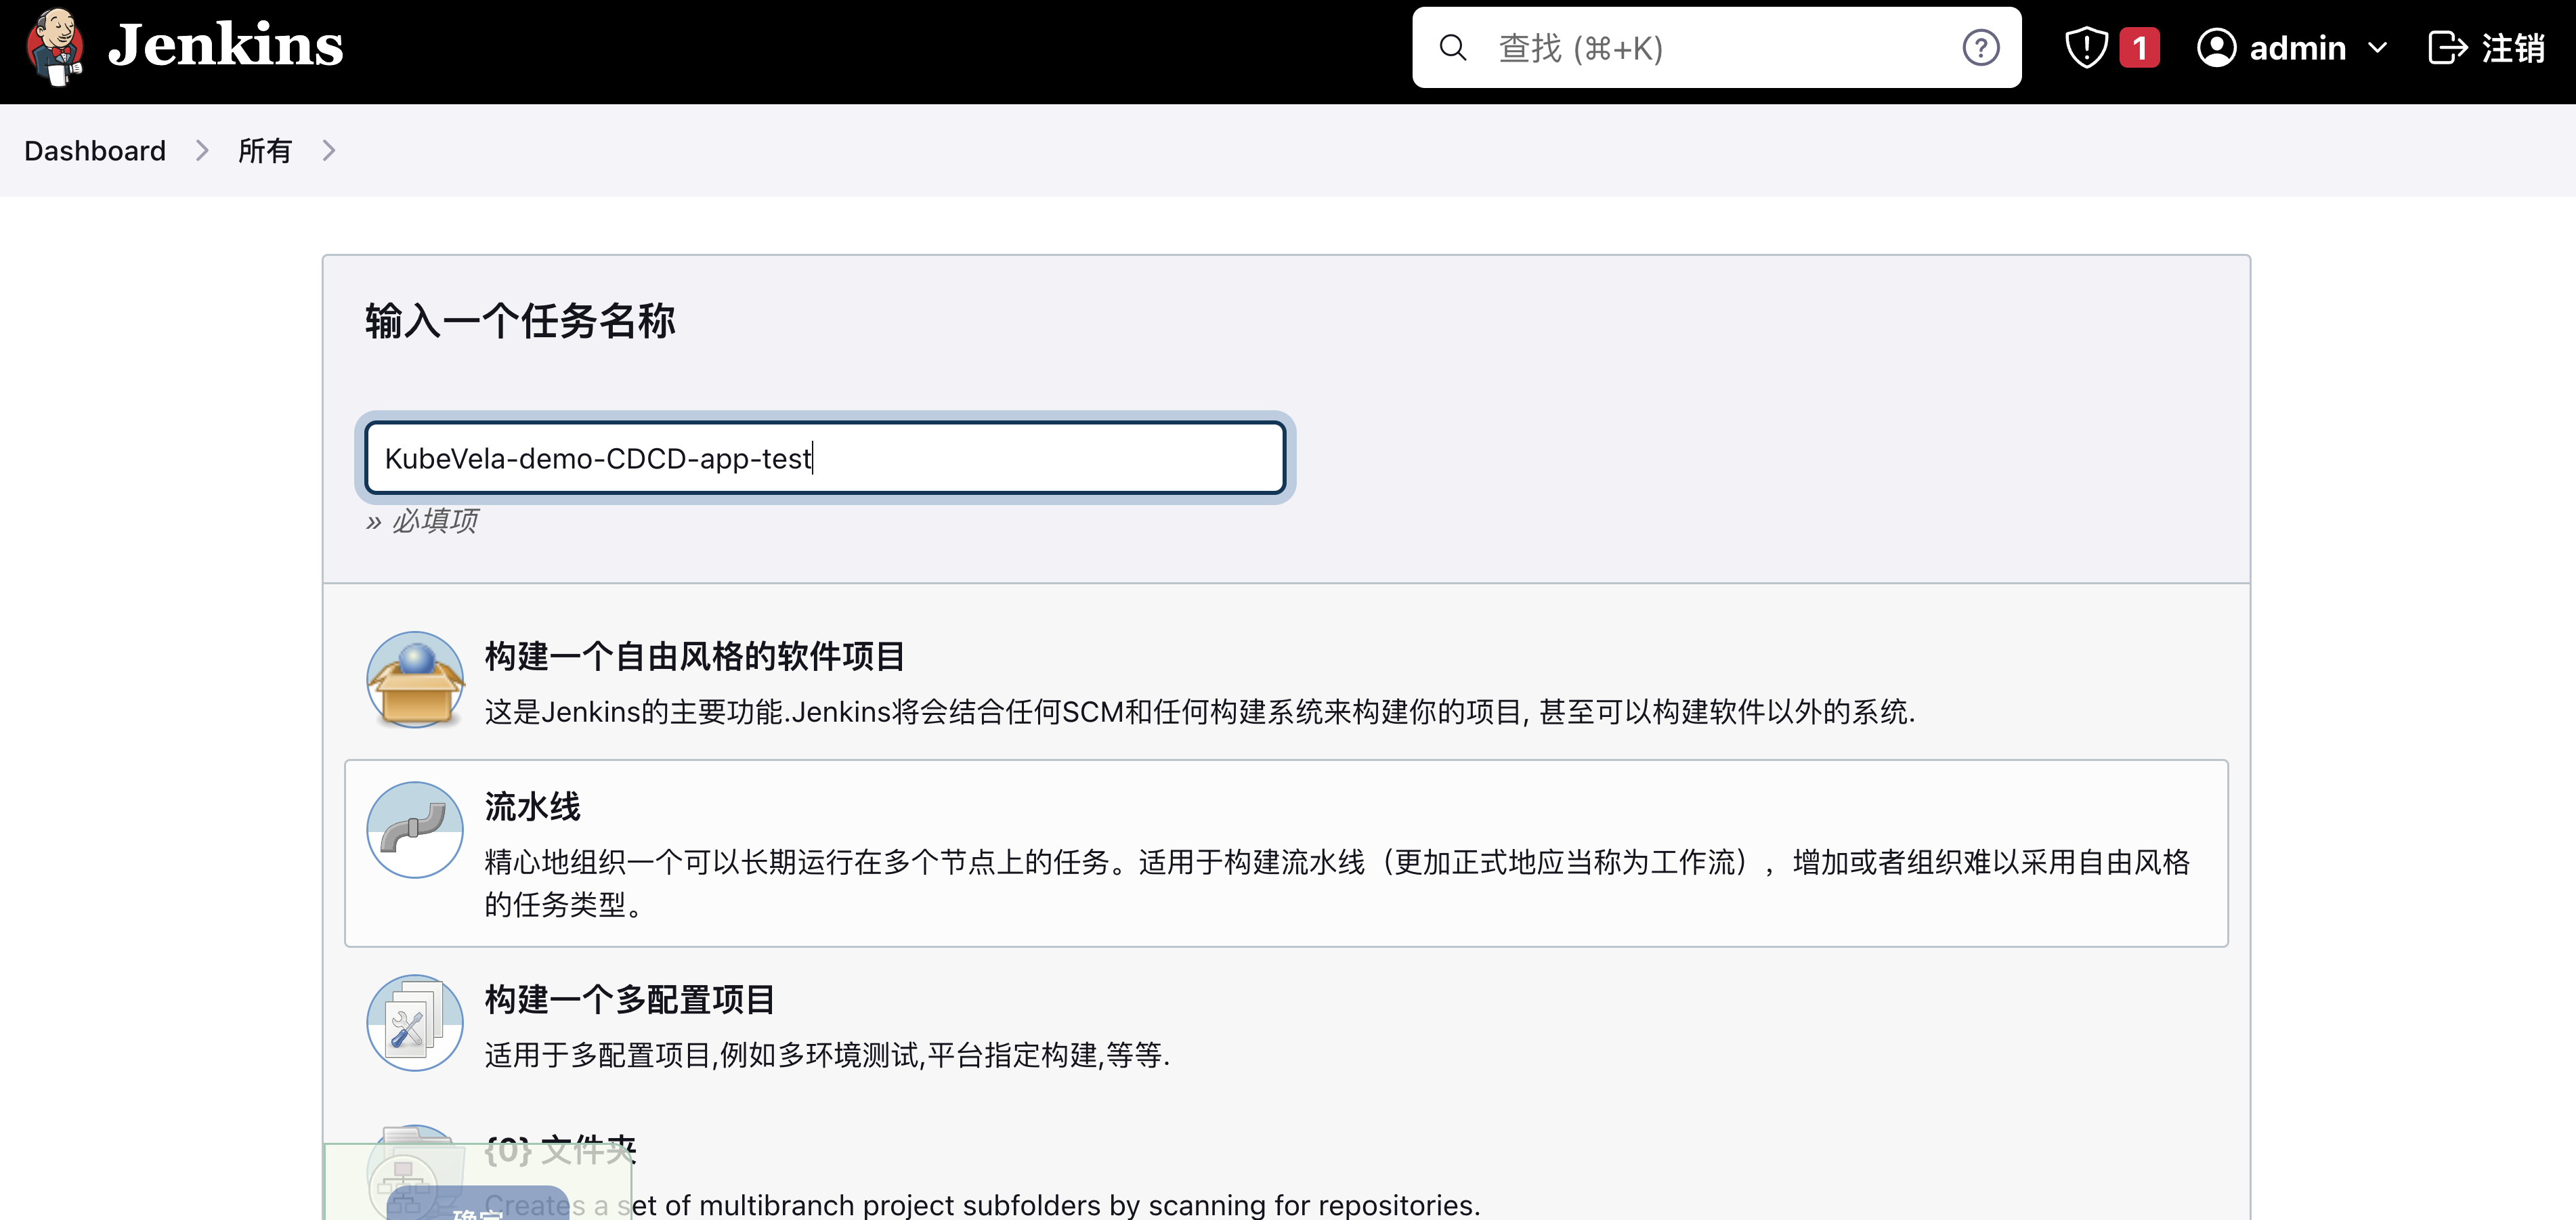 Jenkins
查找 (⌘+K)
?
1
admin
注销
Dashboard
所有
输入一个任务名称
KubeVela-demo-CDCD-app-test
» 必填项
构建一个自由风格的软件项目
这是Jenkins的主要功能.Jenkins将会结合任何SCM和任何构建系统来构建你的项目, 甚至可以构建软件以外的系统.
流水线
精心地组织一个可以长期运行在多个节点上的任务。适用于构建流水线（更加正式地应当称为工作流），增加或者组织难以采用自由风格
的任务类型。
构建一个多配置项目
适用于多配置项目,例如多环境测试,平台指定构建,等等.
{0} 文件夹
Creates a set of multibranch project subfolders by scanning for repositories.
确定